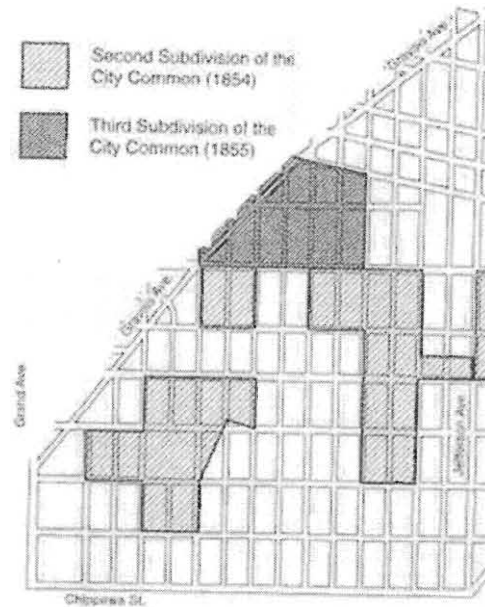 Second Subdivision of the
City Common (1854)
Third Subdivision of the
City Common (1855)
Gravois Ave.
Gravois Ave.
Grand Ave.
Jefferson Ave.
Chippewa St.